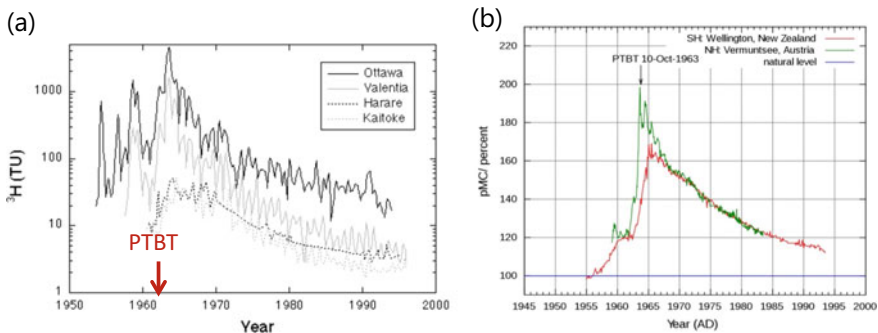 (a)
³H (TU)
1000
100
10
1
Ottawa
Valentia
Harare
Kaitoke
PTBT
1950 1960 1970 1980 1990 2000
Year
(b)
pMC/ percent
220
200
180
160
140
120
100
SH: Wellington, New Zealand
NH: Vermuntsee, Austria
natural level
PTBT 10-Oct-1963
1945 1950 1955 1960 1965 1970 1975 1980 1985 1990 1995 2000
Year (AD)